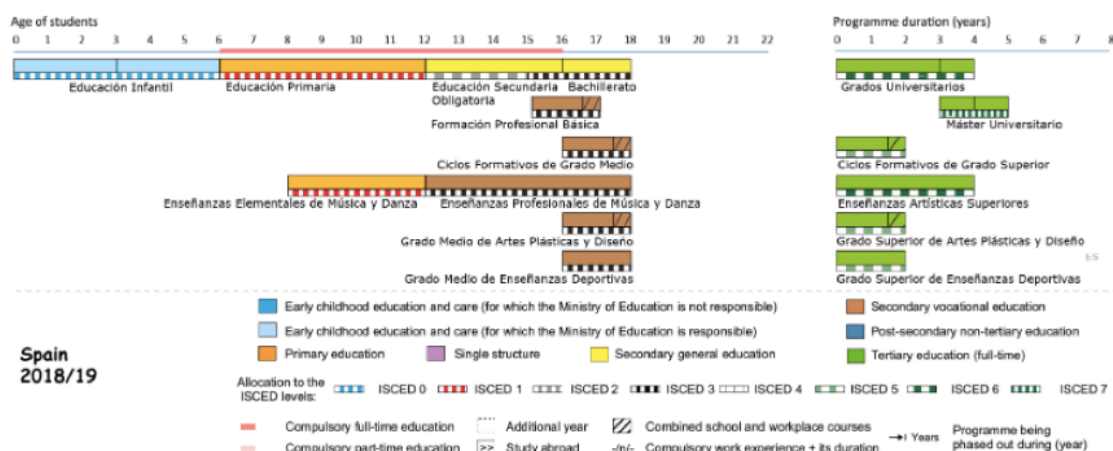 Age of students
Programme duration (years)
0 1 2 3 4 5 6 7 8 9 10 11 12 13 14 15 16 17 18 19 20 21 22
0 1 2 3 4 5 6 7 8
Educación Infantil
Educación Primaria
Educación Secundaria
Obligatoria
Bachillerato
Grados Universitarios
Formación Profesional Básica
Máster Universitario
Ciclos Formativos de Grado Medio
Ciclos Formativos de Grado Superior
Enseñanzas Elementales de Música y Danza
Enseñanzas Profesionales de Música y Danza
Enseñanzas Artísticas Superiores
Grado Medio de Artes Plásticas y Diseño
Grado Superior de Artes Plásticas y Diseño
ES
Grado Medio de Enseñanzas Deportivas
Grado Superior de Enseñanzas Deportivas
Early childhood education and care (for which the Ministry of Education is not responsible)
Secondary vocational education
Early childhood education and care (for which the Ministry of Education is responsible)
Post-secondary non-tertiary education
Spain
2018/19
Primary education
Single structure
Secondary general education
Tertiary education (full-time)
Allocation to the
ISCED levels:
ISCED 0
ISCED 1
ISCED 2
ISCED 3
ISCED 4
ISCED 5
ISCED 6
ISCED 7
Compulsory full-time education
Additional year
Combined school and workplace courses
Years
Programme being
phased out during (year)
Compulsory part-time education
>> Study abroad
-/n/- Compulsory work experience + its duration